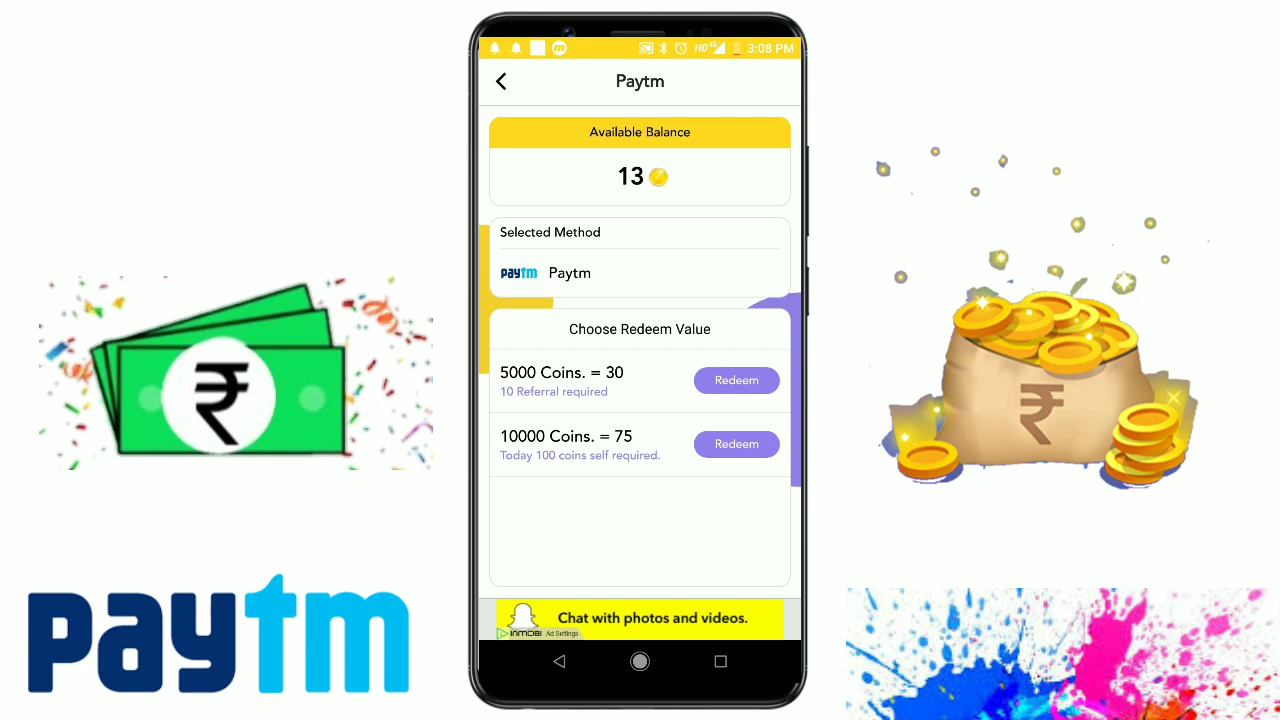 HD 4G 3:08 PM
Paytm
Available Balance
13
Selected Method
paytm Paytm
Choose Redeem Value
5000 Coins. = 30
10 Referral required
Redeem
10000 Coins. = 75
Today 100 coins self required.
Redeem
Chat with photos and videos.
INMOBI Ad Settings
₹
₹
paytm